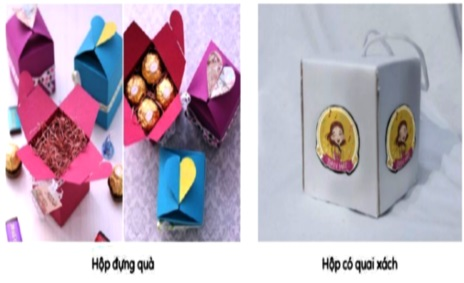 Hộp đựng quà
Hộp có quai xách